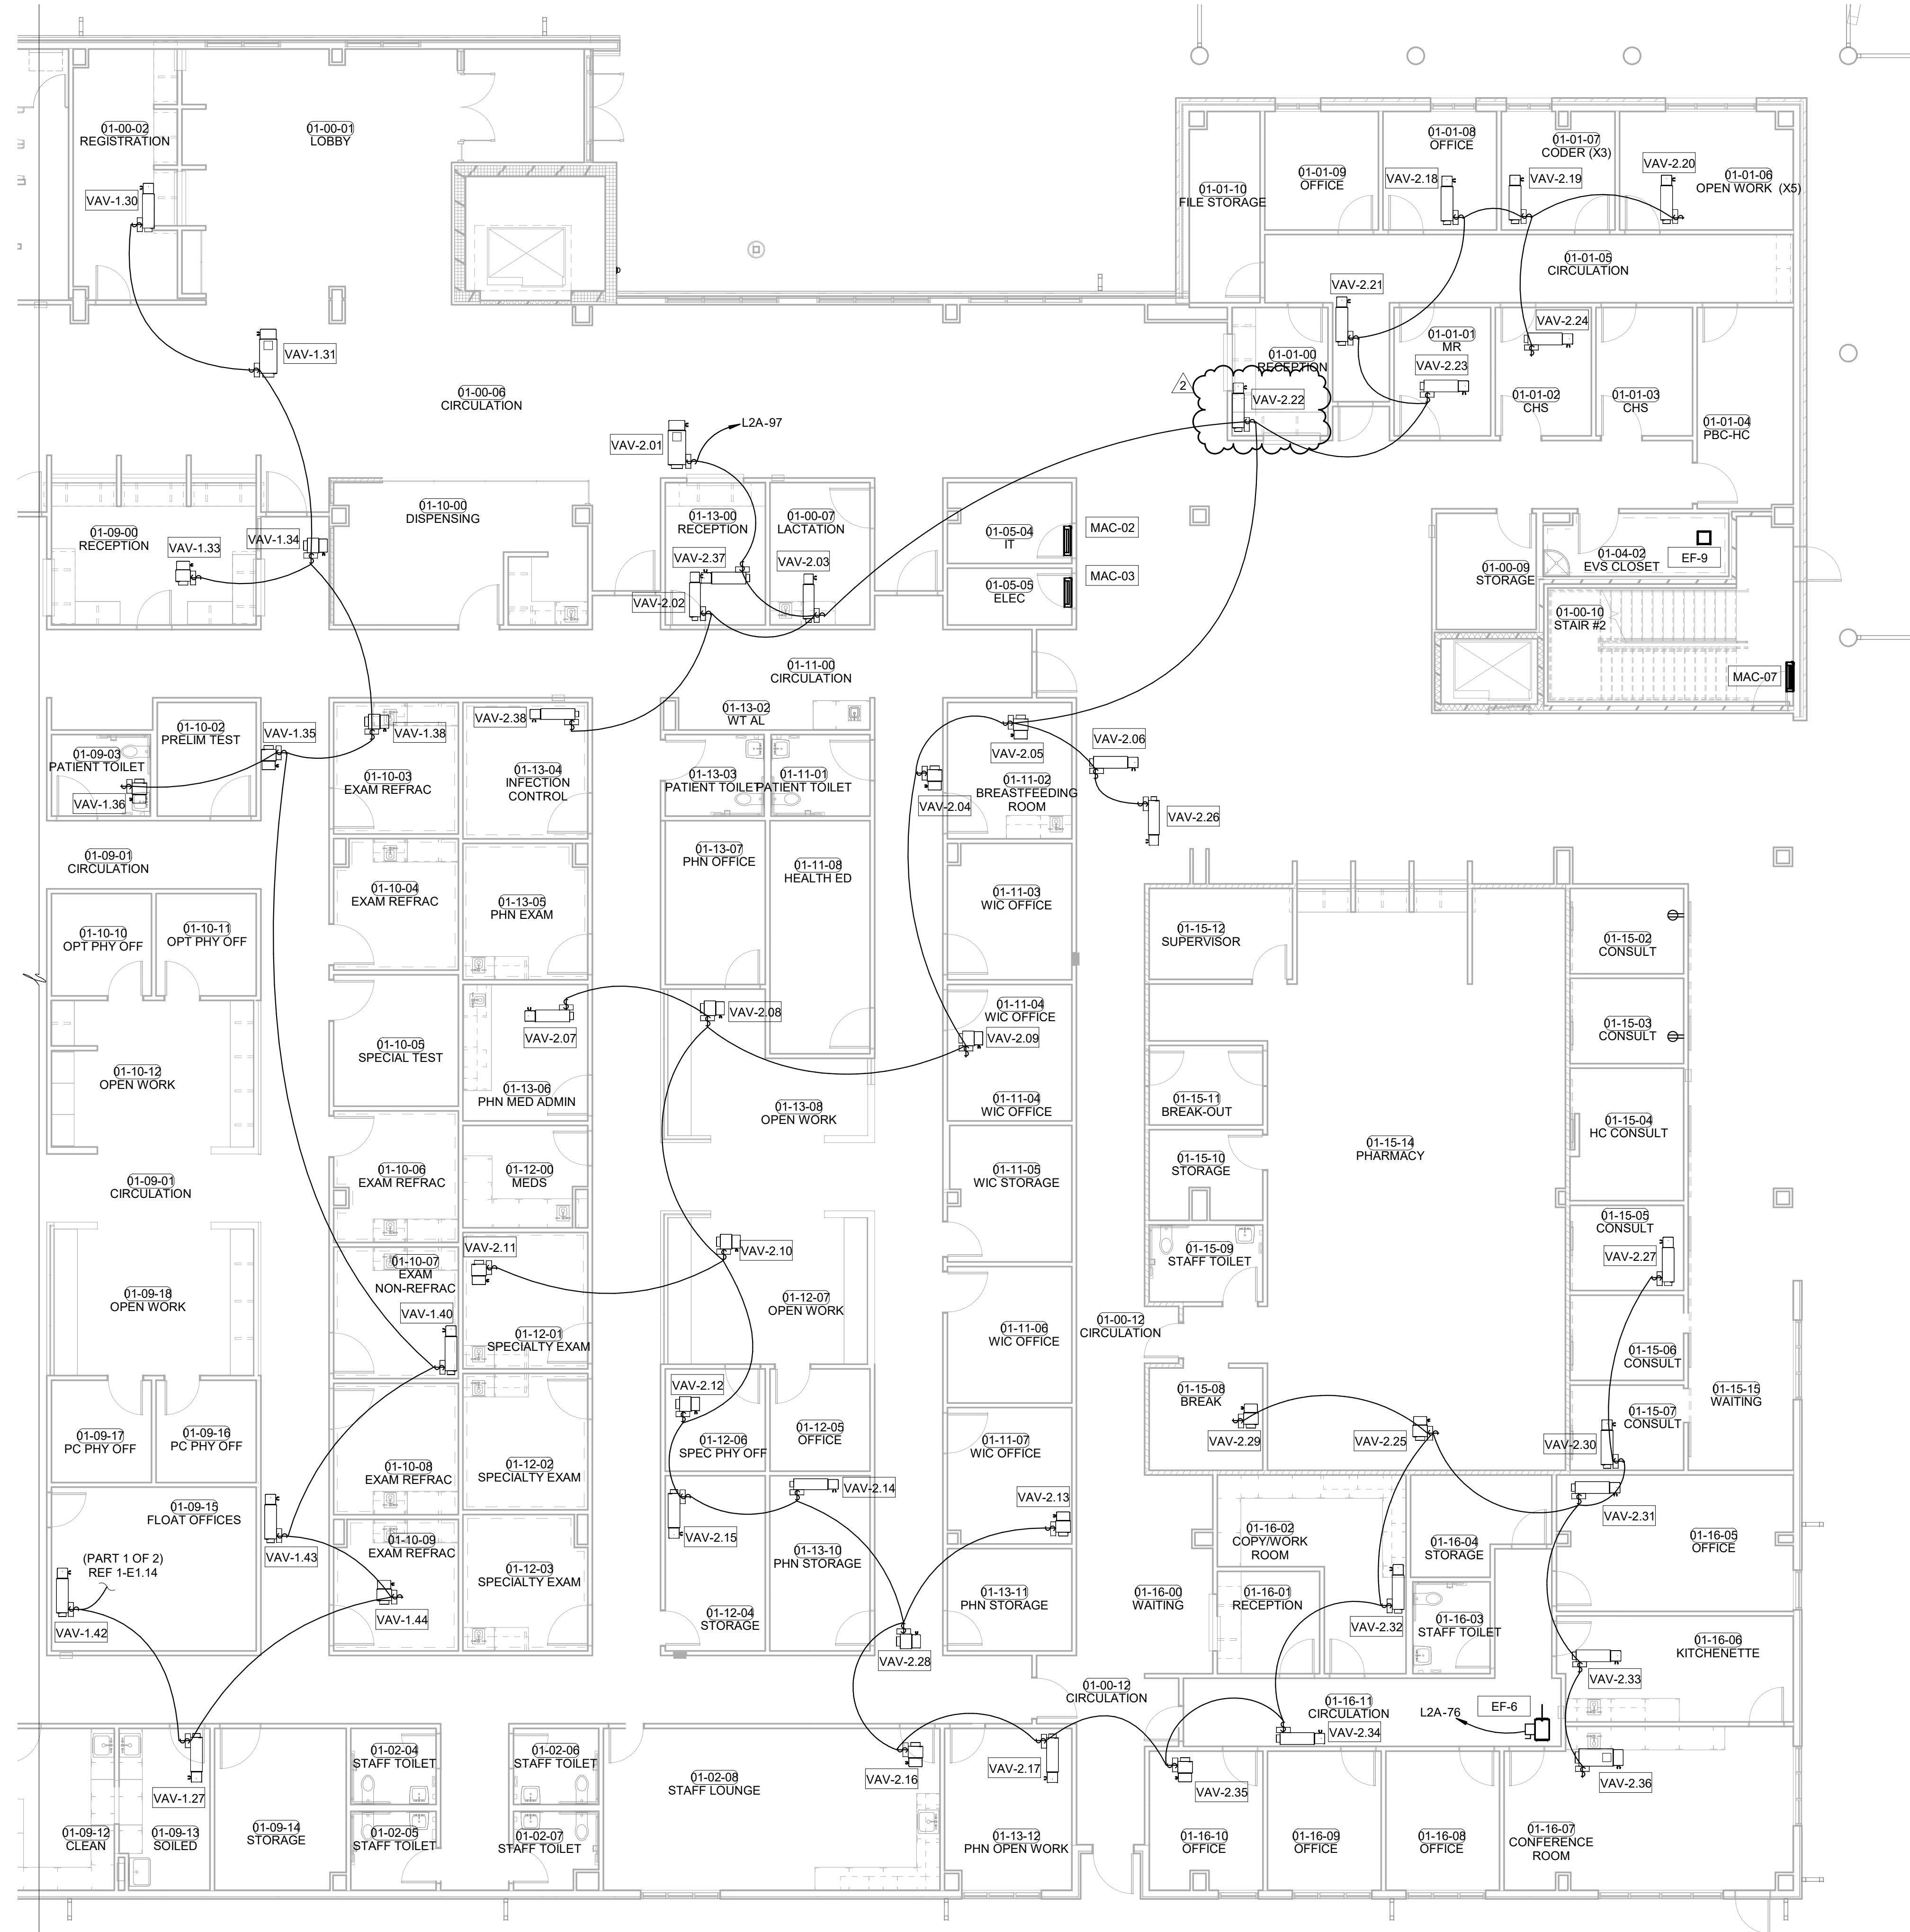 01-00-02
REGISTRATION
01-00-01
LOBBY
VAV-1.30
VAV-1.31
01-00-06
CIRCULATION
01-01-10
FILE STORAGE
01-01-09
OFFICE
01-01-08
OFFICE
VAV-2.18
01-01-07
CODER (X3)
VAV-2.19
VAV-2.20
01-01-06
OPEN WORK (X5)
01-01-05
CIRCULATION
VAV-2.21
VAV-2.24
01-01-01
MR
VAV-2.23
01-01-00
RECEPTION
2
VAV-2.22
01-01-02
CHS
01-01-03
CHS
01-01-04
PBC-HC
VAV-2.01
L2A-97
01-09-00
RECEPTION
VAV-1.33
VAV-1.34
01-10-00
DISPENSING
01-13-00
RECEPTION
01-00-07
LACTATION
VAV-2.37
VAV-2.03
VAV-2.02
01-05-04
IT
MAC-02
01-05-05
ELEC
MAC-03
01-00-09
STORAGE
01-04-02
EVS CLOSET
EF-9
01-00-10
STAIR #2
MAC-07
01-11-00
CIRCULATION
01-13-02
WT AL
01-10-02
PRELIM TEST
VAV-1.35
VAV-1.38
VAV-2.38
01-09-03
PATIENT TOILET
VAV-1.36
01-10-03
EXAM REFRAC
01-13-04
INFECTION
CONTROL
01-13-03
PATIENT TOILET
01-11-01
PATIENT TOILET
VAV-2.05
VAV-2.06
VAV-2.04
01-11-02
BREASTFEEDING
ROOM
VAV-2.26
01-09-01
CIRCULATION
01-13-07
PHN OFFICE
01-11-08
HEALTH ED
01-10-04
EXAM REFRAC
01-13-05
PHN EXAM
01-11-03
WIC OFFICE
01-10-10
OPT PHY OFF
01-10-11
OPT PHY OFF
01-15-12
SUPERVISOR
01-15-02
CONSULT
VAV-2.08
VAV-2.07
01-11-04
WIC OFFICE
VAV-2.09
01-15-03
CONSULT
01-10-05
SPECIAL TEST
01-10-12
OPEN WORK
01-13-06
PHN MED ADMIN
01-11-04
WIC OFFICE
01-13-08
OPEN WORK
01-15-11
BREAK-OUT
01-15-04
HC CONSULT
01-15-14
PHARMACY
01-15-10
STORAGE
01-09-01
CIRCULATION
01-10-06
EXAM REFRAC
01-12-00
MEDS
01-11-05
WIC STORAGE
01-15-05
CONSULT
VAV-2.27
VAV-2.11
VAV-2.10
01-15-09
STAFF TOILET
01-10-07
EXAM
NON-REFRAC
VAV-1.40
01-09-18
OPEN WORK
01-12-07
OPEN WORK
01-12-01
SPECIALTY EXAM
01-11-06
WIC OFFICE
01-00-12
CIRCULATION
01-15-06
CONSULT
01-15-15
WAITING
VAV-2.12
01-15-08
BREAK
01-15-07
CONSULT
01-09-17
PC PHY OFF
01-09-16
PC PHY OFF
01-12-06
SPEC PHY OFF
01-12-05
OFFICE
01-11-07
WIC OFFICE
VAV-2.29
VAV-2.25
VAV-2.30
01-10-08
EXAM REFRAC
01-12-02
SPECIALTY EXAM
VAV-2.14
VAV-2.13
01-09-15
FLOAT OFFICES
VAV-2.31
VAV-2.15
01-16-02
COPY/WORK
ROOM
01-16-04
STORAGE
01-16-05
OFFICE
(PART 1 OF 2)
REF 1-E1.14
VAV-1.43
01-10-09
EXAM REFRAC
01-12-03
SPECIALTY EXAM
01-13-10
PHN STORAGE
01-13-11
PHN STORAGE
01-16-00
WAITING
01-16-01
RECEPTION
VAV-1.42
VAV-1.44
01-12-04
STORAGE
VAV-2.32
01-16-03
STAFF TOILET
01-16-06
KITCHENETTE
VAV-2.28
VAV-2.33
01-00-12
CIRCULATION
01-16-11
CIRCULATION
L2A-76
EF-6
VAV-2.34
01-02-04
STAFF TOILET
01-02-06
STAFF TOILET
01-02-08
STAFF LOUNGE
VAV-2.16
VAV-2.17
VAV-2.35
VAV-2.36
VAV-1.27
01-09-12
CLEAN
01-09-13
SOILED
01-09-14
STORAGE
01-02-05
STAFF TOILET
01-02-07
STAFF TOILET
01-13-12
PHN OPEN WORK
01-16-10
OFFICE
01-16-09
OFFICE
01-16-08
OFFICE
01-16-07
CONFERENCE
ROOM